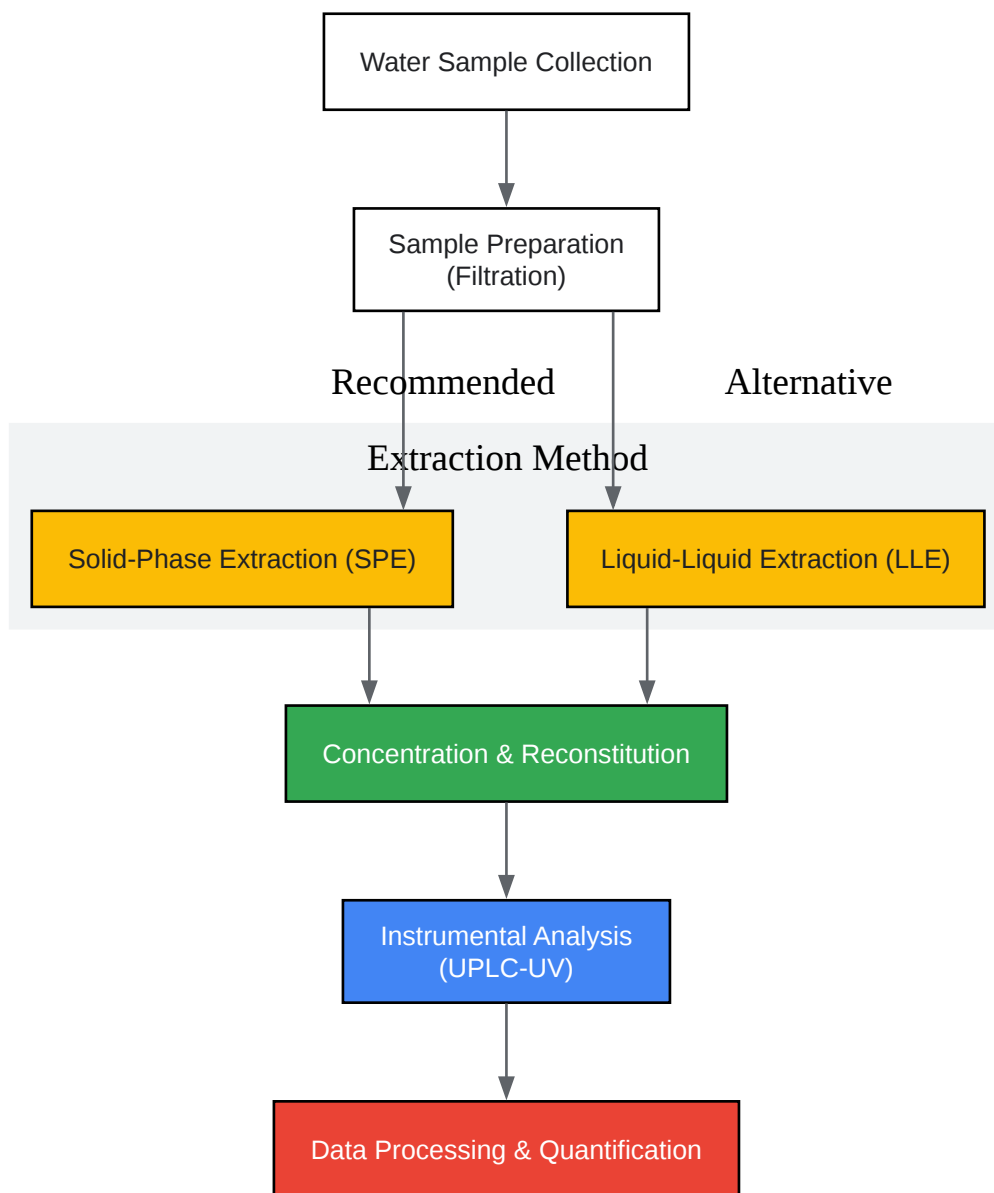 Water Sample Collection
Sample Preparation
(Filtration)
Recommended
Alternative
Extraction Method
Solid-Phase Extraction (SPE)
Liquid-Liquid Extraction (LLE)
Concentration & Reconstitution
Instrumental Analysis
(UPLC-UV)
Data Processing & Quantification